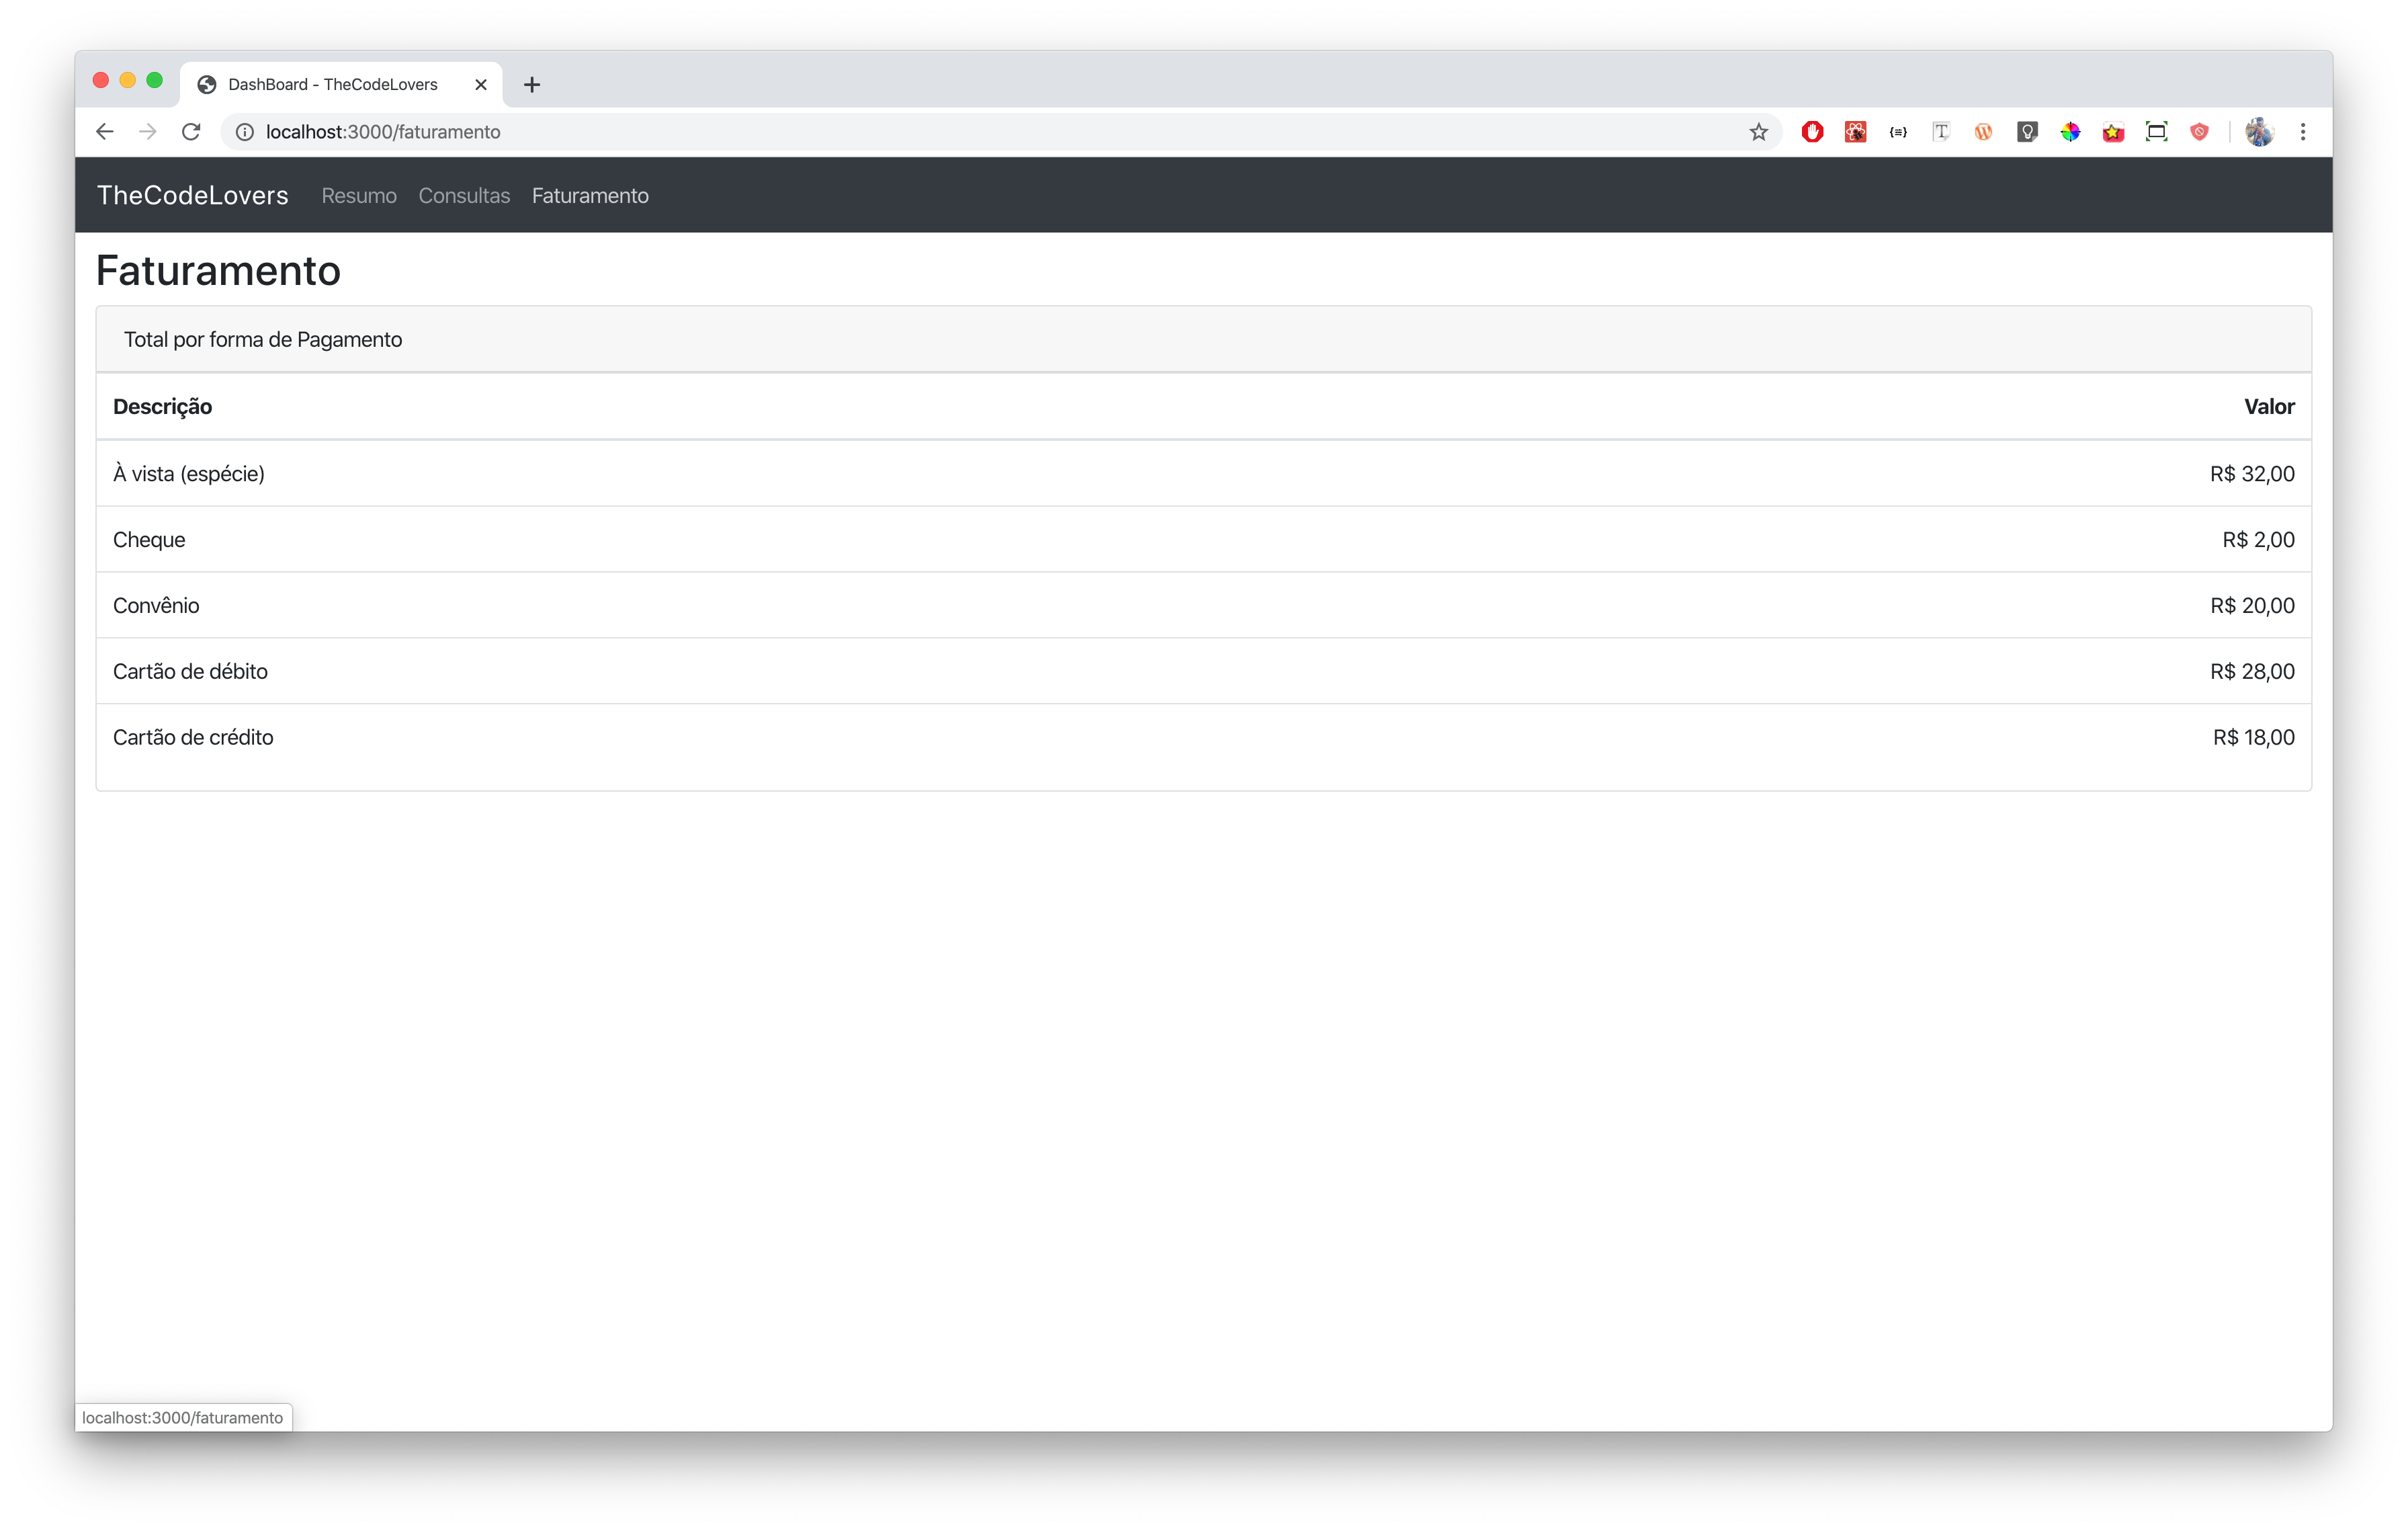 DashBoard - TheCodeLovers
localhost:3000/faturamento
TheCodeLovers Resumo Consultas Faturamento
Faturamento
Total por forma de Pagamento
Descrição Valor
À vista (espécie) R$ 32,00
Cheque R$ 2,00
Convênio R$ 20,00
Cartão de débito R$ 28,00
Cartão de crédito R$ 18,00
localhost:3000/faturamento